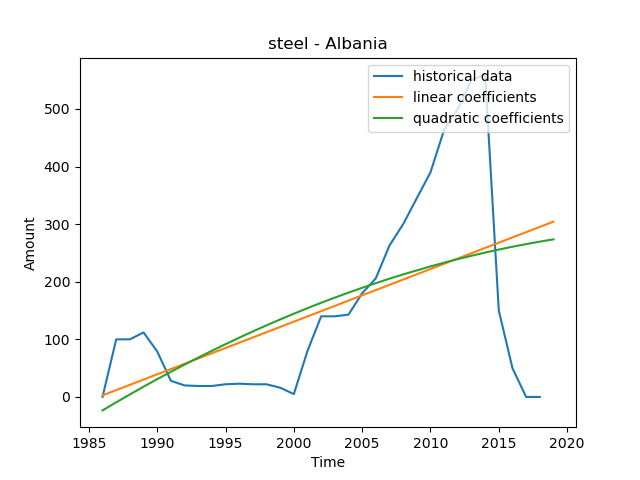 steel - Albania
historical data
linear coefficients
quadratic coefficients
Amount
500
400
300
200
100
0
1985
1990
1995
2000
2005
2010
2015
2020
Time